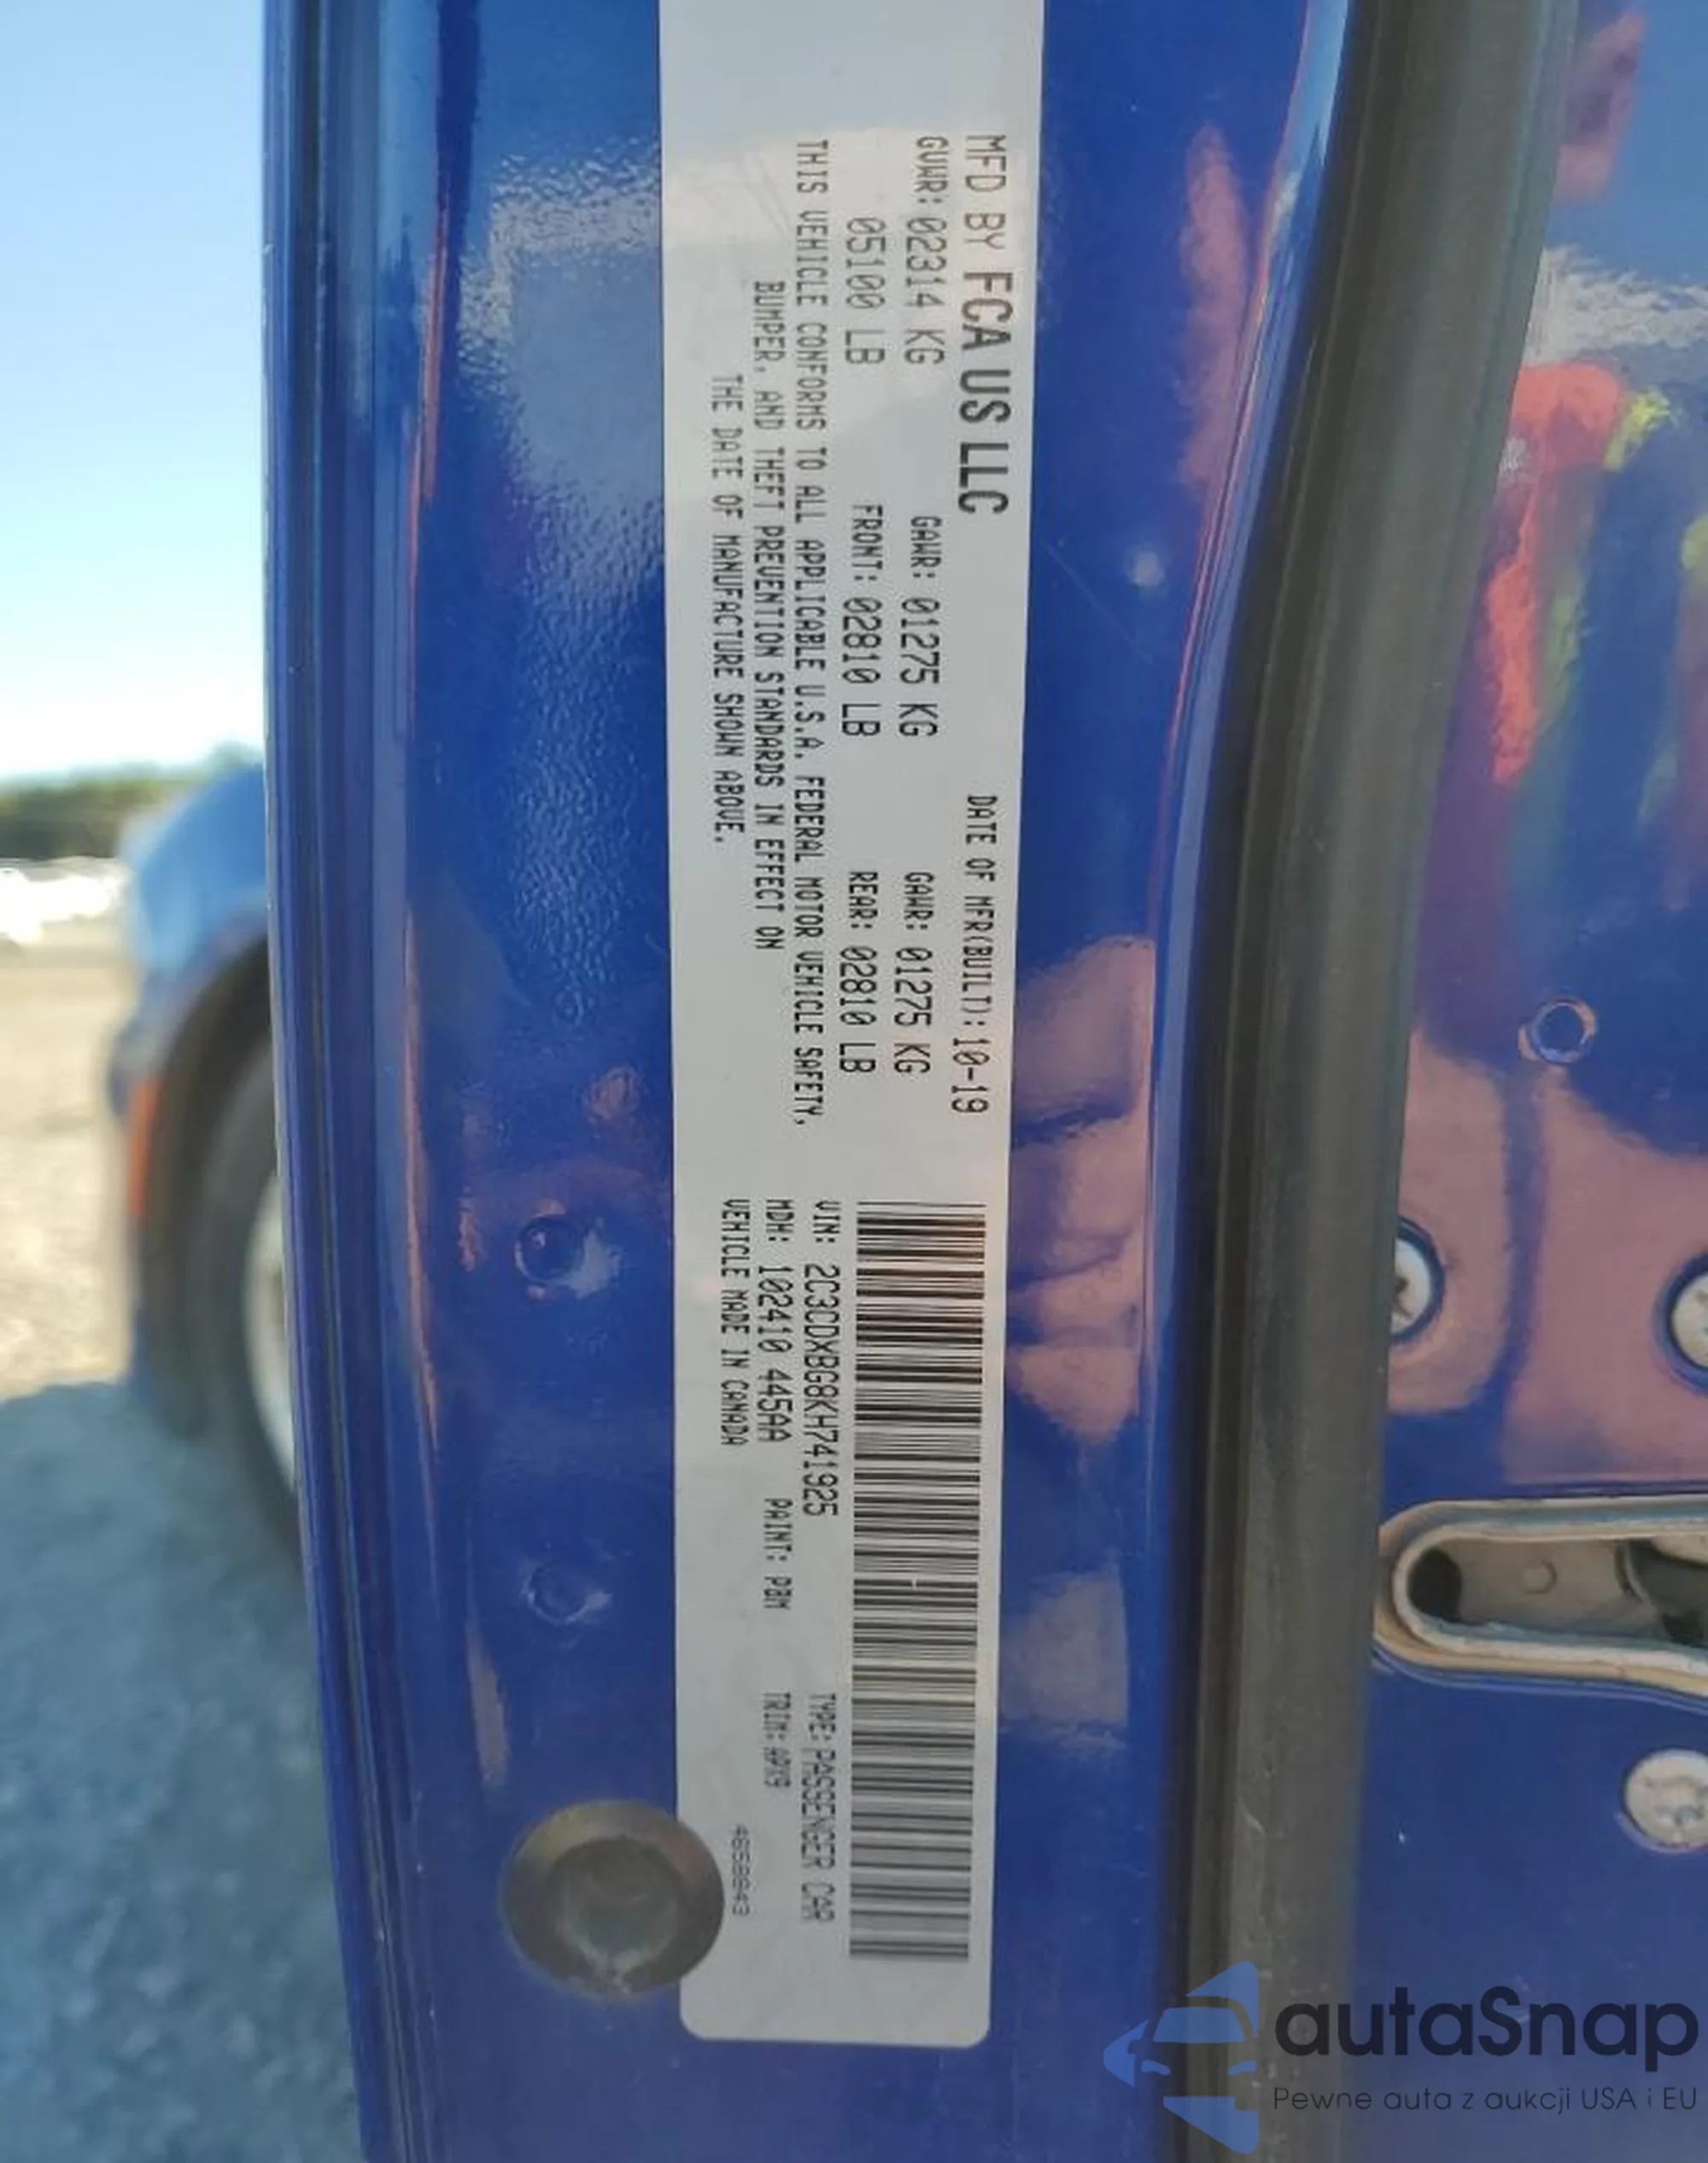 MFD BY FCA US LLC DATE OF MFR(BUILT): 10-19
GVWR: 02314 KG GAWR: 01275 KG GAWR: 01275 KG
05100 LB FRONT: 02810 LB REAR: 02810 LB
THIS VEHICLE CONFORMS TO ALL APPLICABLE U.S.A. FEDERAL MOTOR VEHICLE SAFETY,
BUMPER, AND THEFT PREVENTION STANDARDS IN EFFECT ON
THE DATE OF MANUFACTURE SHOWN ABOVE.
VIN: 2C3CDXBG8KH741925 TYPE: PASSENGER CAR
MDH: 102410 445AA PAINT: PBM TRIM: APX9
VEHICLE MADE IN CANADA
autaSnap
Pewne auta z aukcji USA i EU